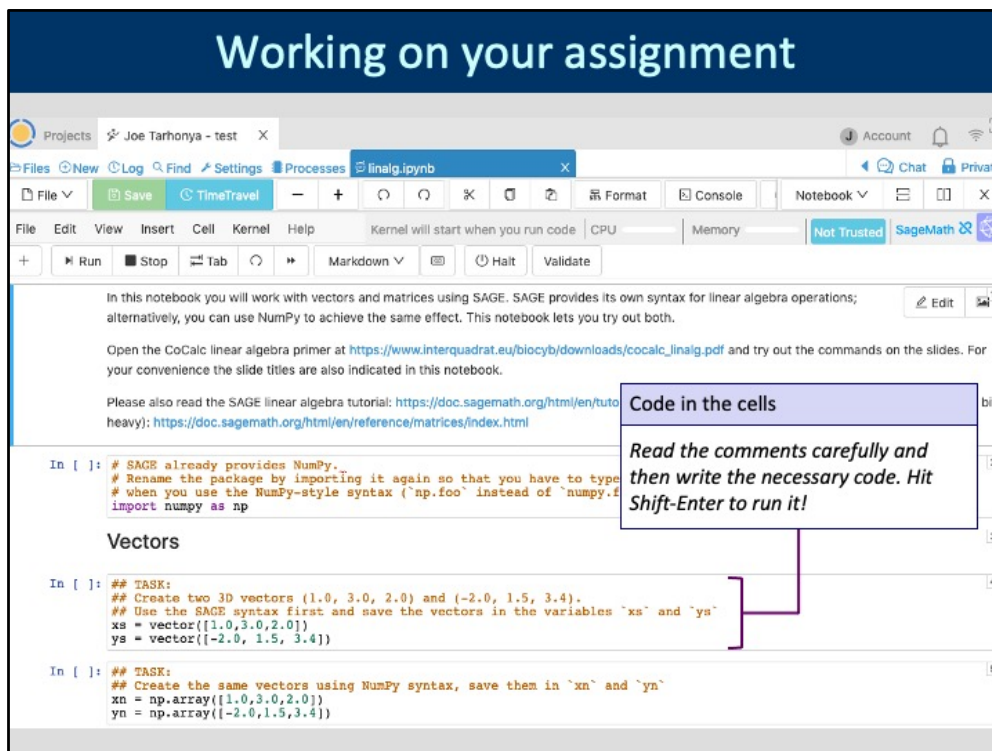 Working on your assignment
Projects Joe Tarhonya - test X J Account
Files New Log Find Settings Processes linalg.ipynb X Chat Privat
File Save TimeTravel − + Format Console Notebook X
File Edit View Insert Cell Kernel Help Kernel will start when you run code CPU Memory Not Trusted SageMath
+ Run Stop Tab Markdown Halt Validate
In this notebook you will work with vectors and matrices using SAGE. SAGE provides its own syntax for linear algebra operations; Edit
alternatively, you can use NumPy to achieve the same effect. This notebook lets you try out both.
Open the CoCalc linear algebra primer at https://www.interquadrat.eu/biocyb/downloads/cocalc_linalg.pdf and try out the commands on the slides. For
your convenience the slide titles are also indicated in this notebook.
Please also read the SAGE linear algebra tutorial: https://doc.sagemath.org/html/en/tuto bi
heavy): https://doc.sagemath.org/html/en/reference/matrices/index.html
Code in the cells
Read the comments carefully and
then write the necessary code. Hit
Shift-Enter to run it!
In [ ]: # SAGE already provides NumPy.
# Rename the package by importing it again so that you have to type
# when you use the NumPy-style syntax (`np.foo` instead of `numpy.f
import numpy as np
Vectors
In [ ]: ## TASK:
## Create two 3D vectors (1.0, 3.0, 2.0) and (-2.0, 1.5, 3.4).
## Use the SAGE syntax first and save the vectors in the variables `xs` and `ys`
xs = vector([1.0,3.0,2.0])
ys = vector([-2.0, 1.5, 3.4])
In [ ]: ## TASK:
## Create the same vectors using NumPy syntax, save them in `xn` and `yn`
xn = np.array([1.0,3.0,2.0])
yn = np.array([-2.0,1.5,3.4])